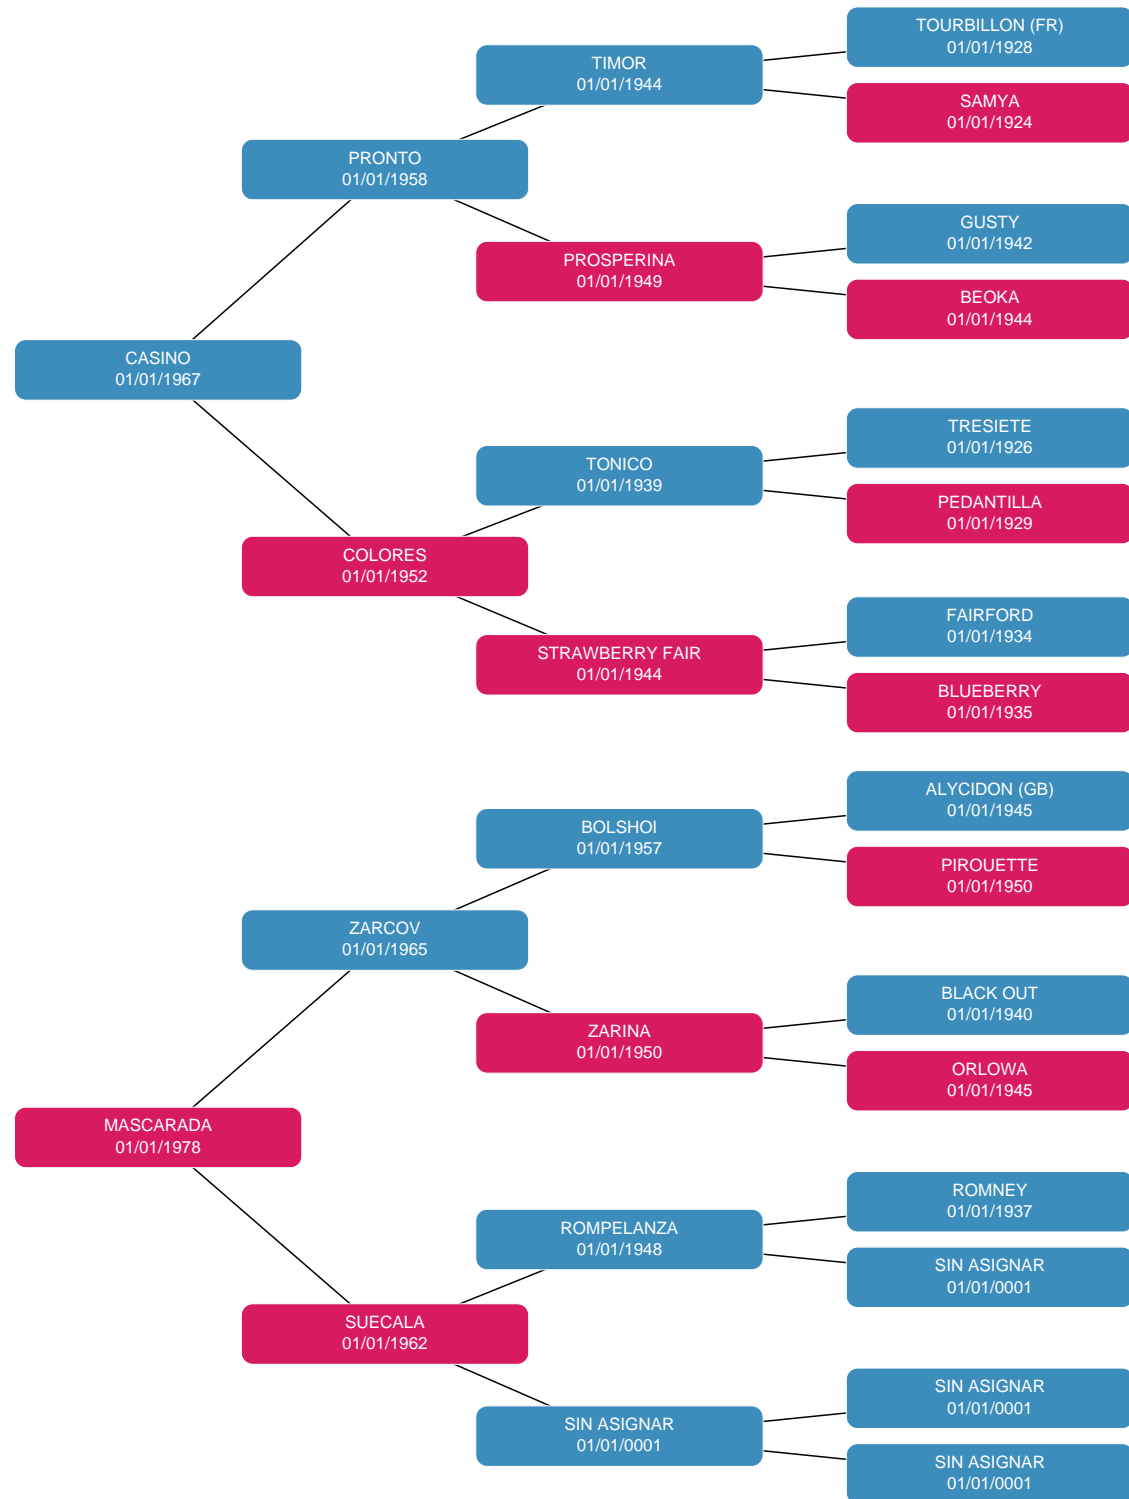 TOURBILLON (FR)
01/01/1928
TIMOR
01/01/1944
SAMYA
01/01/1924
PRONTO
01/01/1958
GUSTY
01/01/1942
PROSPERINA
01/01/1949
BEOKA
01/01/1944
CASINO
01/01/1967
TRESIETE
01/01/1926
TONICO
01/01/1939
PEDANTILLA
01/01/1929
COLORES
01/01/1952
FAIRFORD
01/01/1934
STRAWBERRY FAIR
01/01/1944
BLUEBERRY
01/01/1935
ALYCIDON (GB)
01/01/1945
BOLSHOI
01/01/1957
PIROUETTE
01/01/1950
ZARCOV
01/01/1965
BLACK OUT
01/01/1940
ZARINA
01/01/1950
ORLOWA
01/01/1945
MASCARADA
01/01/1978
ROMNEY
01/01/1937
ROMPELANZA
01/01/1948
SIN ASIGNAR
01/01/0001
SUECALA
01/01/1962
SIN ASIGNAR
01/01/0001
SIN ASIGNAR
01/01/0001
SIN ASIGNAR
01/01/0001